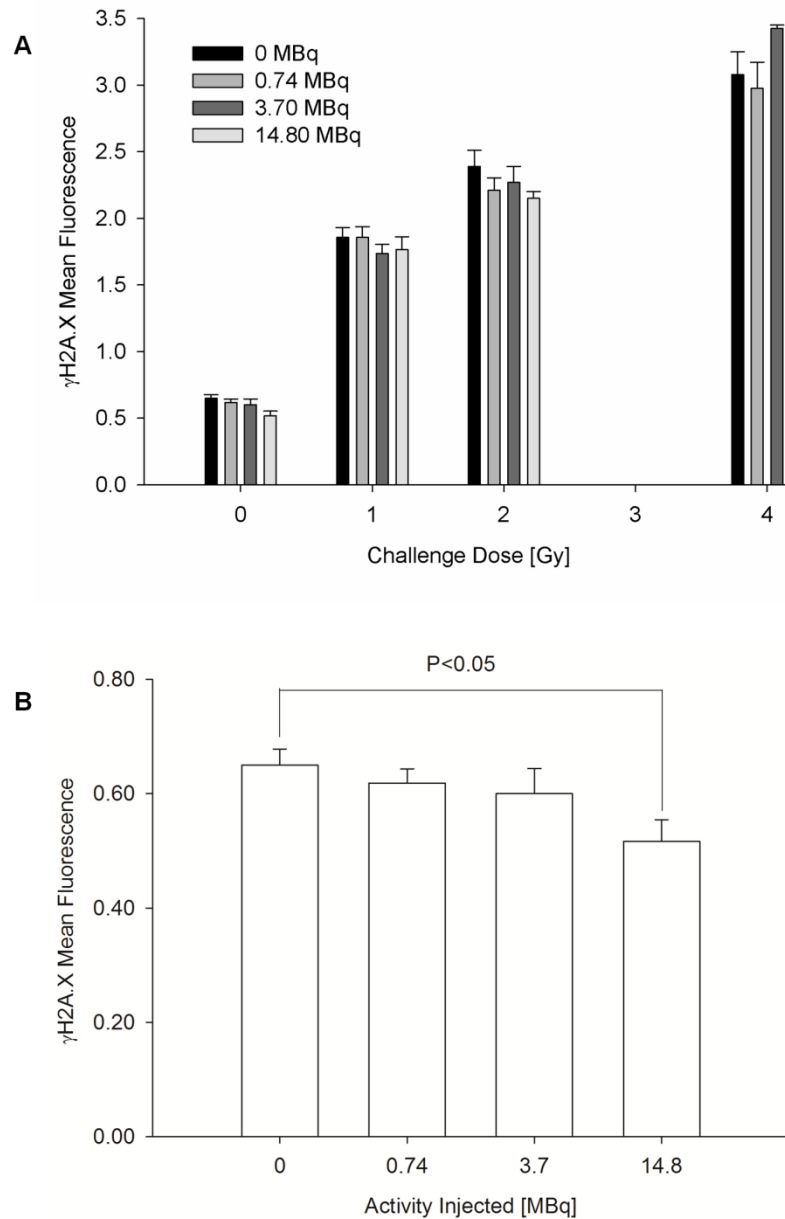 A
3.5
3.0
2.5
2.0
1.5
1.0
0.5
0.0
γH2A.X Mean Fluorescence
0 MBq
0.74 MBq
3.70 MBq
14.80 MBq
0 1 2 3 4
Challenge Dose [Gy]
B
P<0.05
0.80
0.60
0.40
0.20
0.00
γH2A.X Mean Fluorescence
0 0.74 3.7 14.8
Activity Injected [MBq]